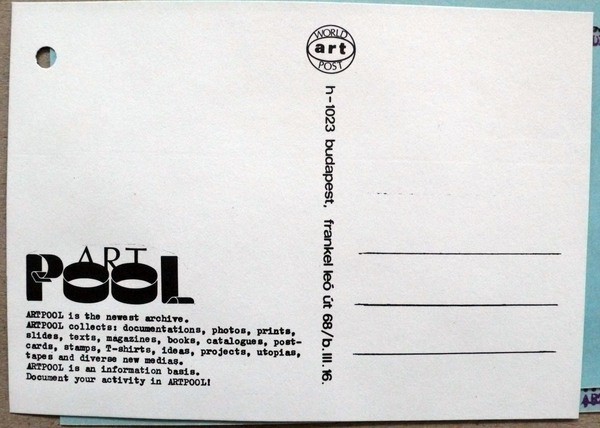 WORLD
art
POST
h-1023 budapest, frankel leó út 68/b.III.16.
ART
POOL
ARTPOOL is the newest archive.
ARTPOOL collects: documentations, photos, prints,
slides, texts, magazines, books, catalogues, post-
cards, stamps, T-shirts, ideas, projects, utopias,
tapes and diverse new medias.
ARTPOOL is an information basis.
Document your activity in ARTPOOL!